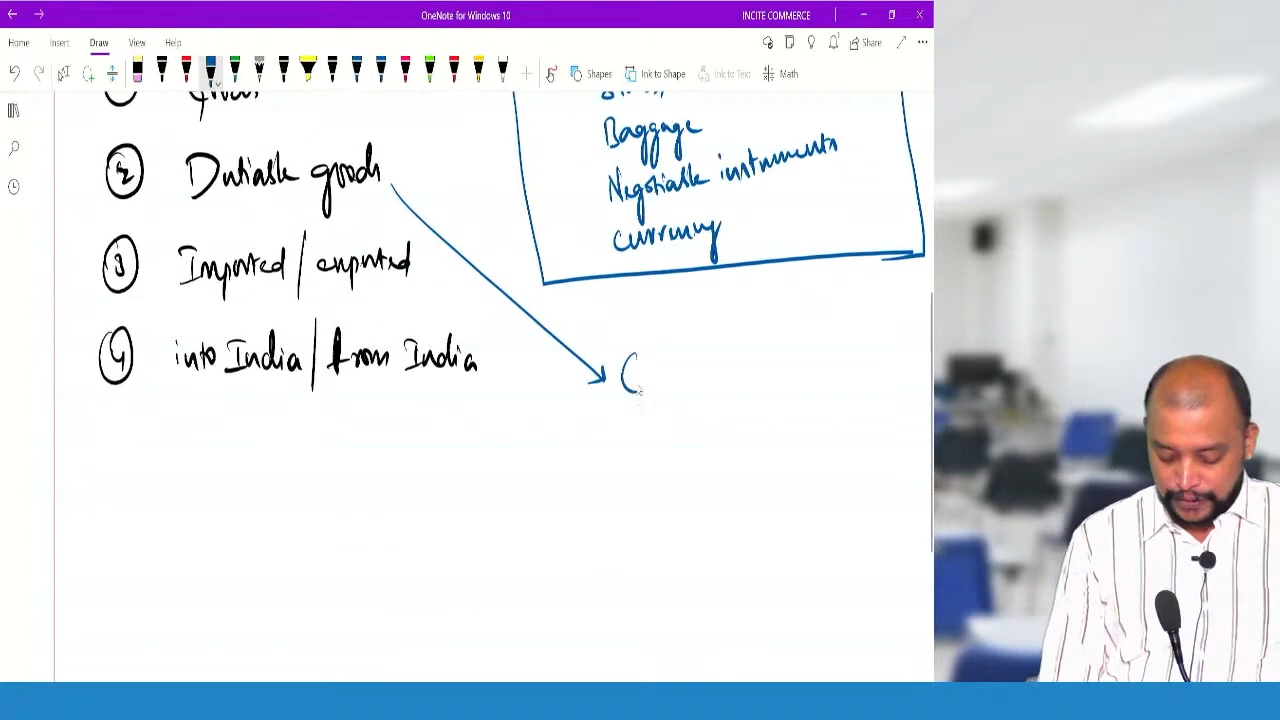 OneNote for Windows 10
INCITE COMMERCE
Home Insert Draw View Help
Share
Shapes
Ink to Shape
Ink to Text
Math
Baggage
Negotiable instruments
currency
② Dutiable goods
③ Imported/exported
④ into India/from India
C